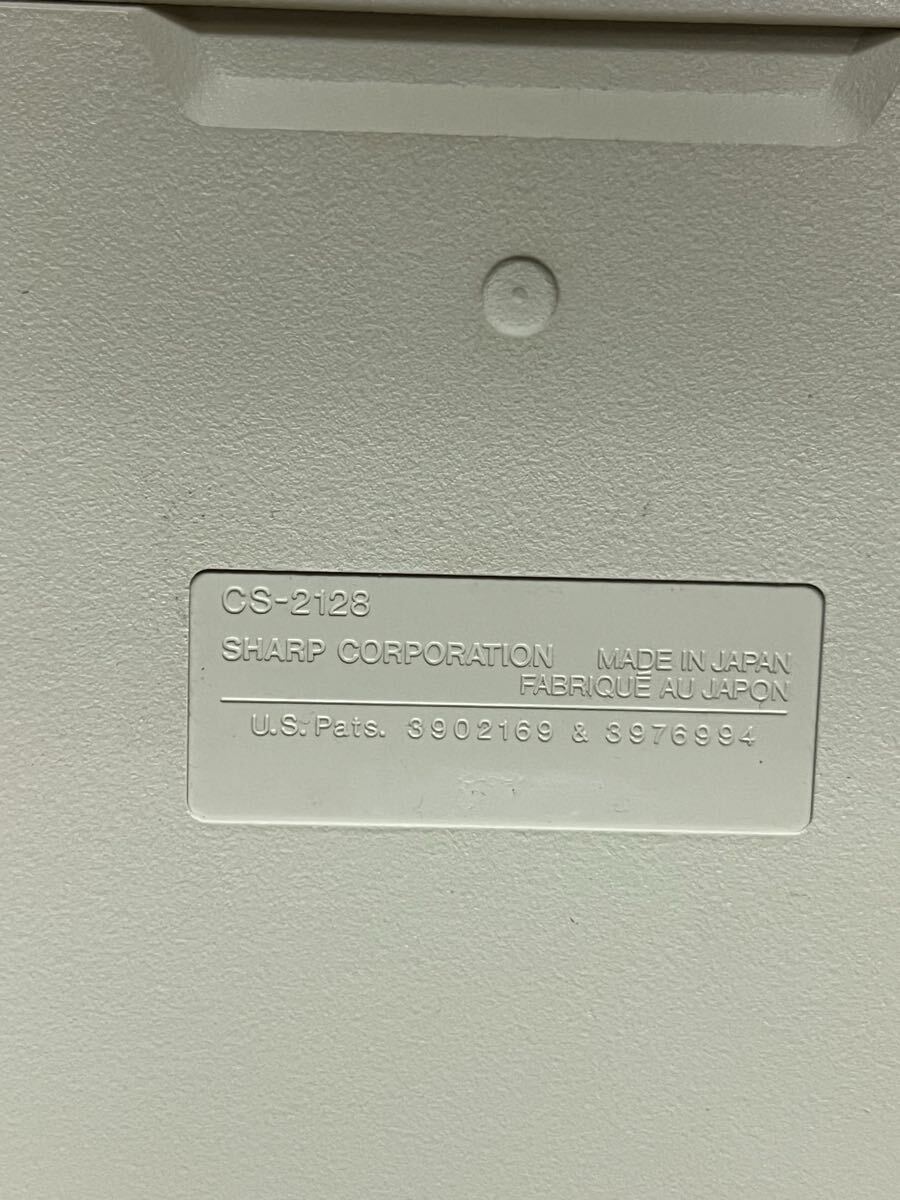 CS-2128
SHARP CORPORATION MADE IN JAPAN
FABRIQUÉ AU JAPON
U.S. Pats. 3902169 & 3976994